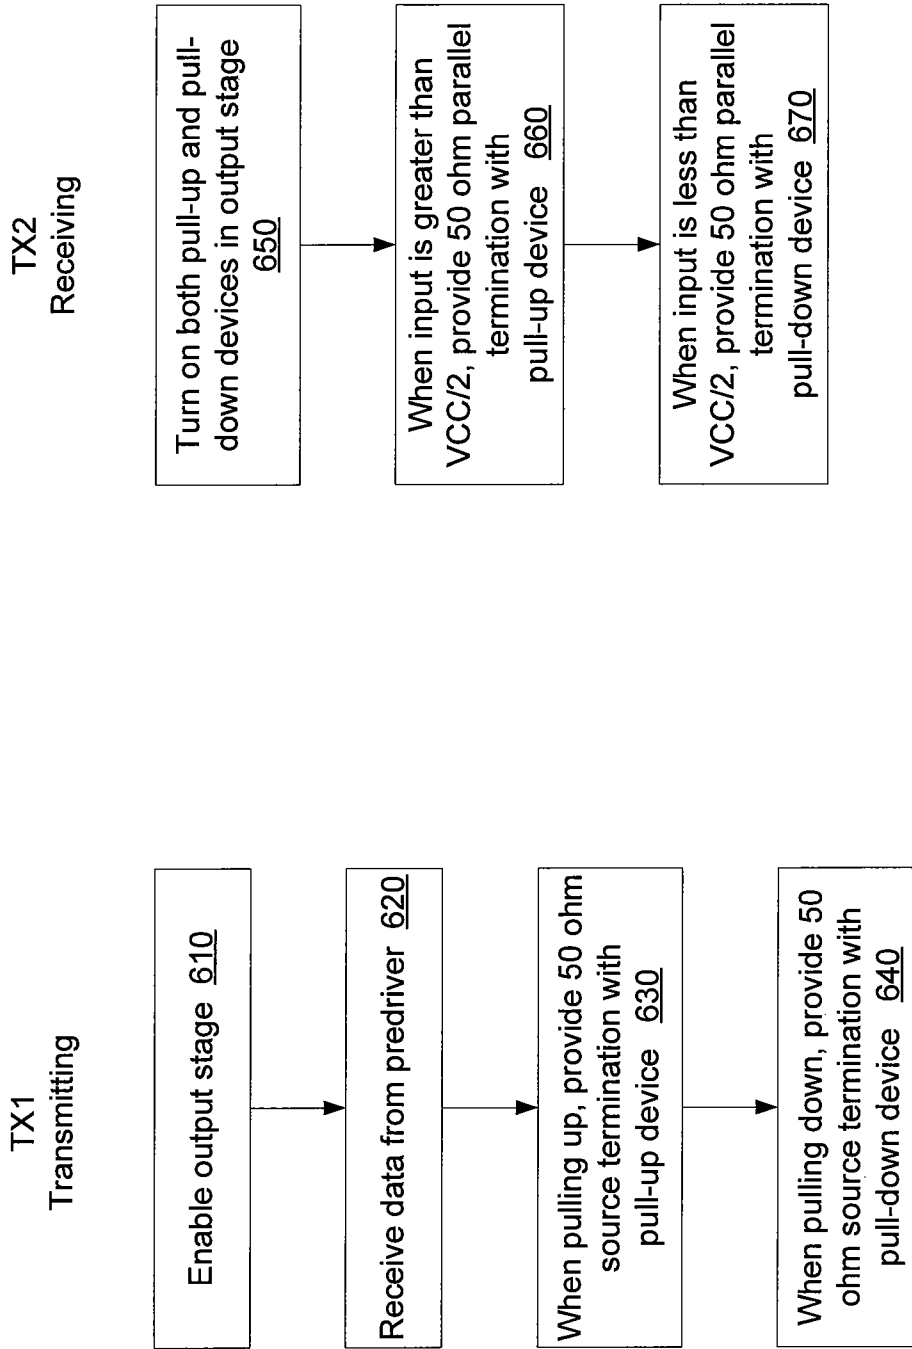 TX1
Transmitting
Enable output stage 610
Receive data from predriver 620
When pulling up, provide 50 ohm
source termination with
pull-up device 630
When pulling down, provide 50
ohm source termination with
pull-down device 640
TX2
Receiving
Turn on both pull-up and pull-
down devices in output stage
650
When input is greater than
VCC/2, provide 50 ohm parallel
termination with
pull-up device 660
When input is less than
VCC/2, provide 50 ohm parallel
termination with
pull-down device 670